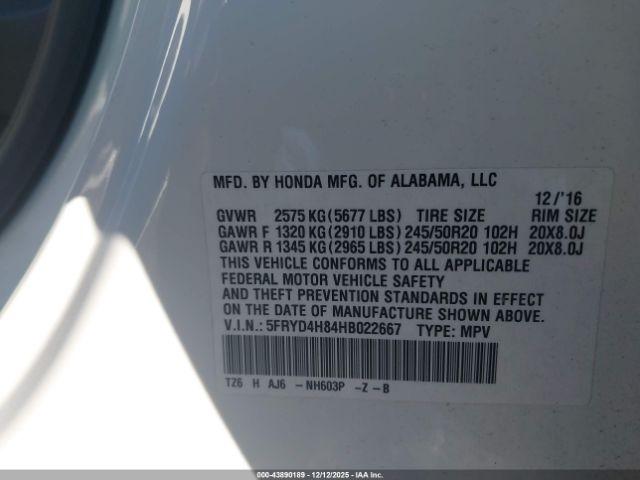 MFD. BY HONDA MFG. OF ALABAMA, LLC
12/'16
GVWR 2575 KG (5677 LBS) TIRE SIZE RIM SIZE
GAWR F 1320 KG (2910 LBS) 245/50R20 102H 20X8.0J
GAWR R 1345 KG (2965 LBS) 245/50R20 102H 20X8.0J
THIS VEHICLE CONFORMS TO ALL APPLICABLE
FEDERAL MOTOR VEHICLE SAFETY
AND THEFT PREVENTION STANDARDS IN EFFECT
ON THE DATE OF MANUFACTURE SHOWN ABOVE.
V.I.N.: 5FRYD4H84HB022667 TYPE: MPV
TZ6 H AJ6 - NH603P - Z - B
00-43890189 - 12/12/2025 - IAAI.COM